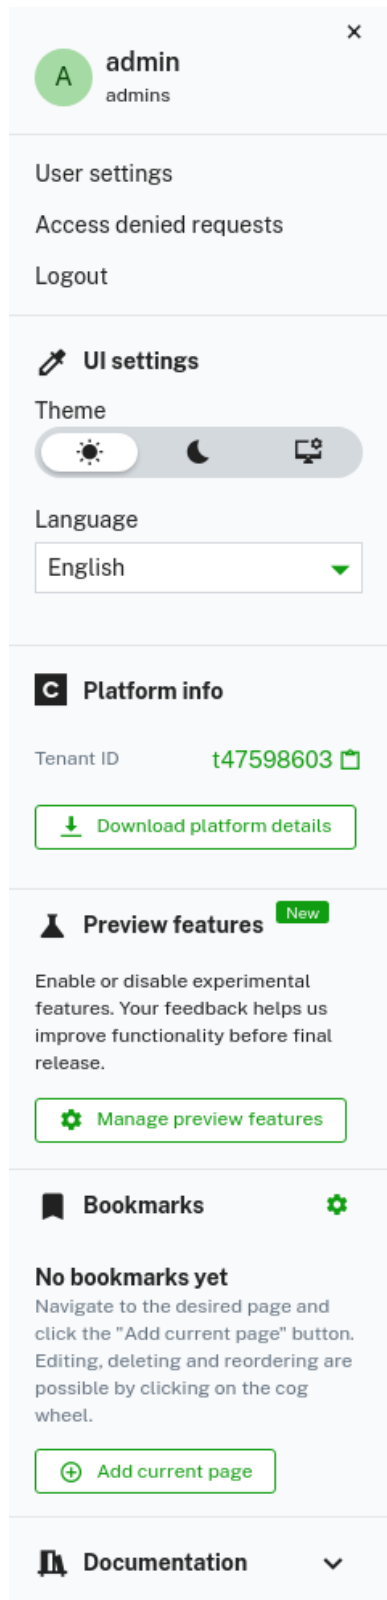 A
admin
admins
User settings
Access denied requests
Logout
UI settings
Theme
Language
English
C
Platform info
Tenant ID t47598603
Download platform details
Preview features New
Enable or disable experimental
features. Your feedback helps us
improve functionality before final
release.
Manage preview features
Bookmarks
No bookmarks yet
Navigate to the desired page and
click the "Add current page" button.
Editing, deleting and reordering are
possible by clicking on the cog
wheel.
Add current page
Documentation